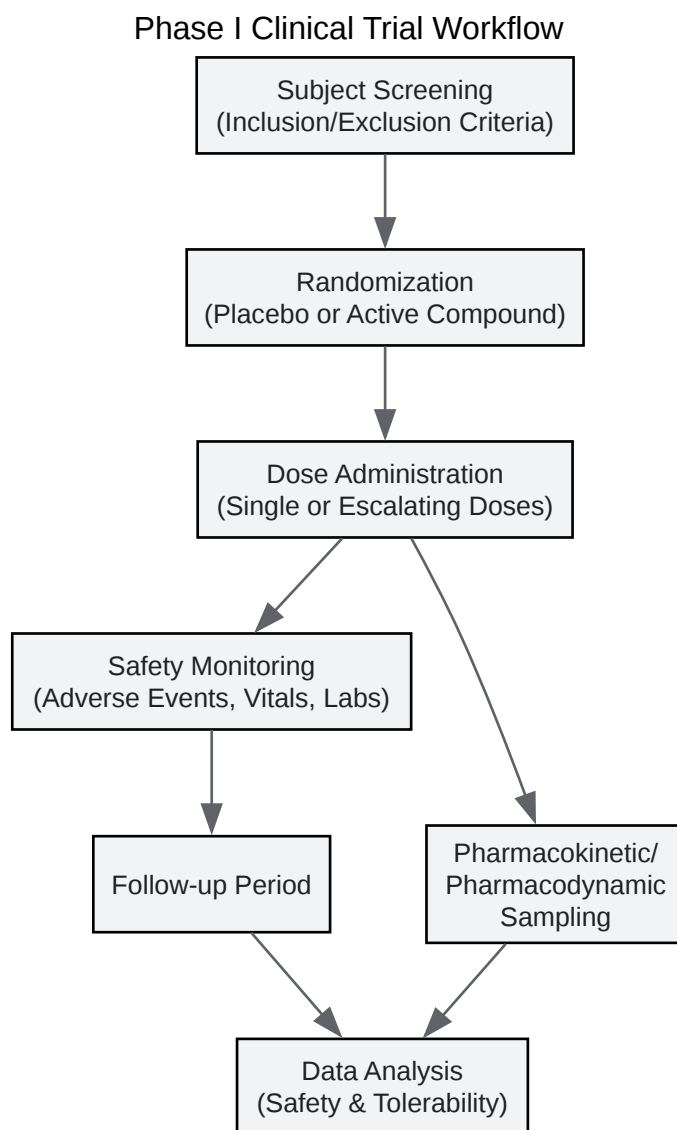 Phase I Clinical Trial Workflow
Subject Screening
(Inclusion/Exclusion Criteria)
Randomization
(Placebo or Active Compound)
Dose Administration
(Single or Escalating Doses)
Safety Monitoring
(Adverse Events, Vitals, Labs)
Follow-up Period
Pharmacokinetic/
Pharmacodynamic
Sampling
Data Analysis
(Safety & Tolerability)